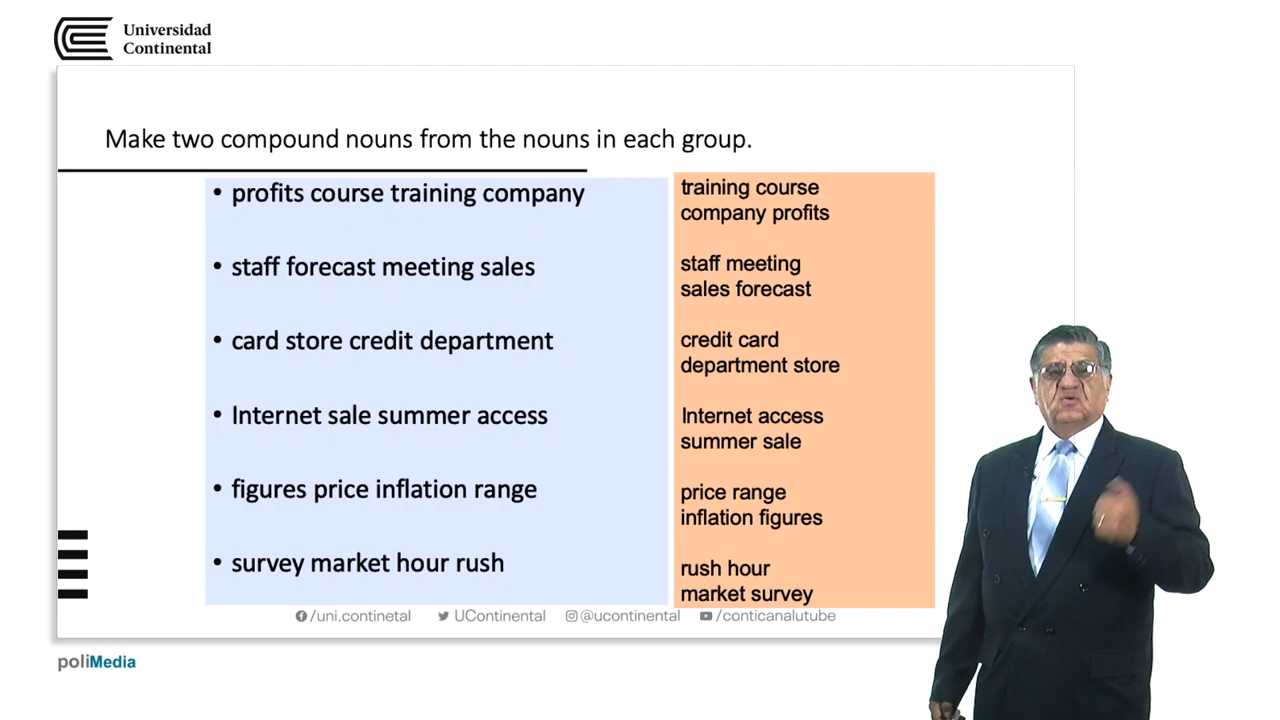 Universidad
Continental
Make two compound nouns from the nouns in each group.
• profits course training company
• staff forecast meeting sales
• card store credit department
• Internet sale summer access
• figures price inflation range
• survey market hour rush
training course
company profits
staff meeting
sales forecast
credit card
department store
Internet access
summer sale
price range
inflation figures
rush hour
market survey
/uni.continetal UContinental @ucontinental /conticanalutube
poliMedia